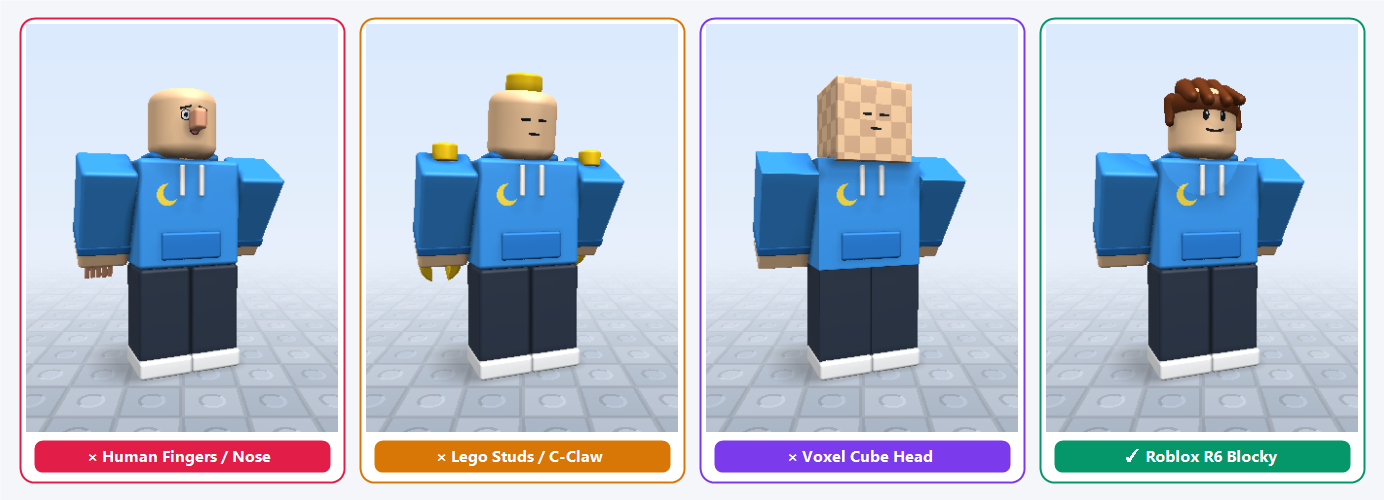 × Human Fingers / Nose
× Lego Studs / C-Claw
× Voxel Cube Head
✓ Roblox R6 Blocky